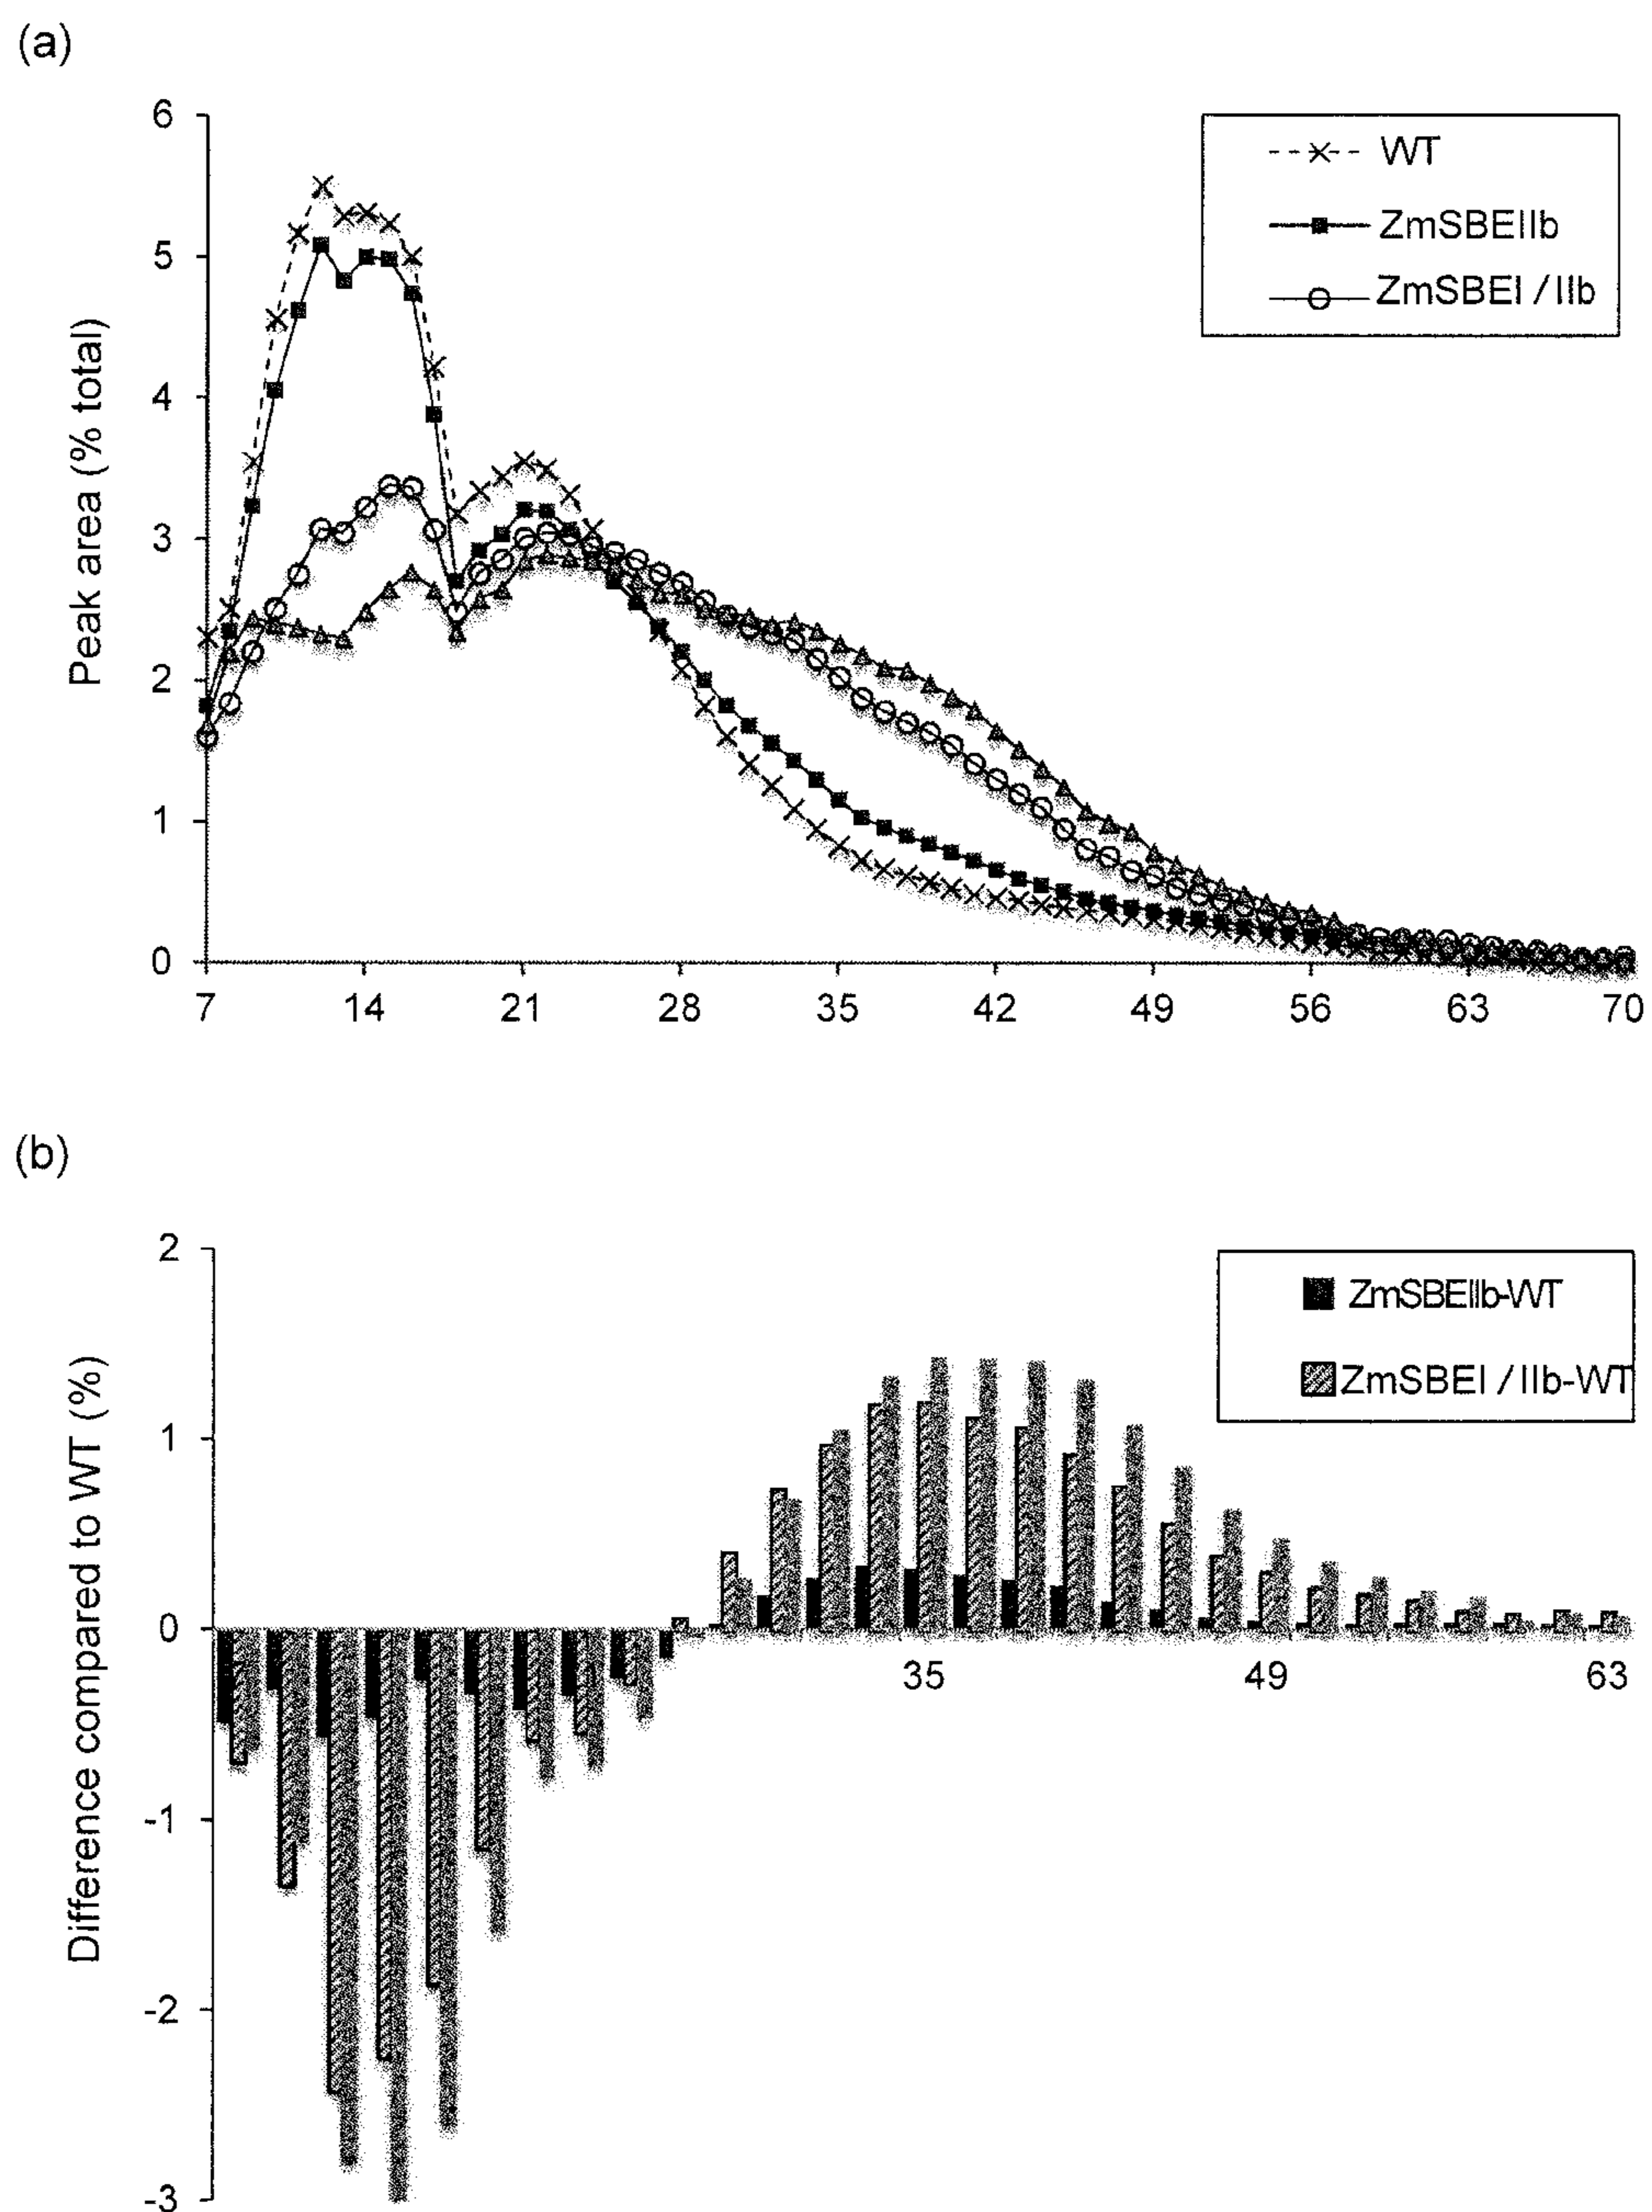 (a)
Peak area (% total)
6
5
4
3
2
1
0
7 14 21 28 35 42 49 56 63 70
WT
ZmSBEIIb
ZmSBEI / IIb
(b)
Difference compared to WT (%)
2
1
0
-1
-2
-3
35 49 63
ZmSBEIIb-WT
ZmSBEI / IIb-WT